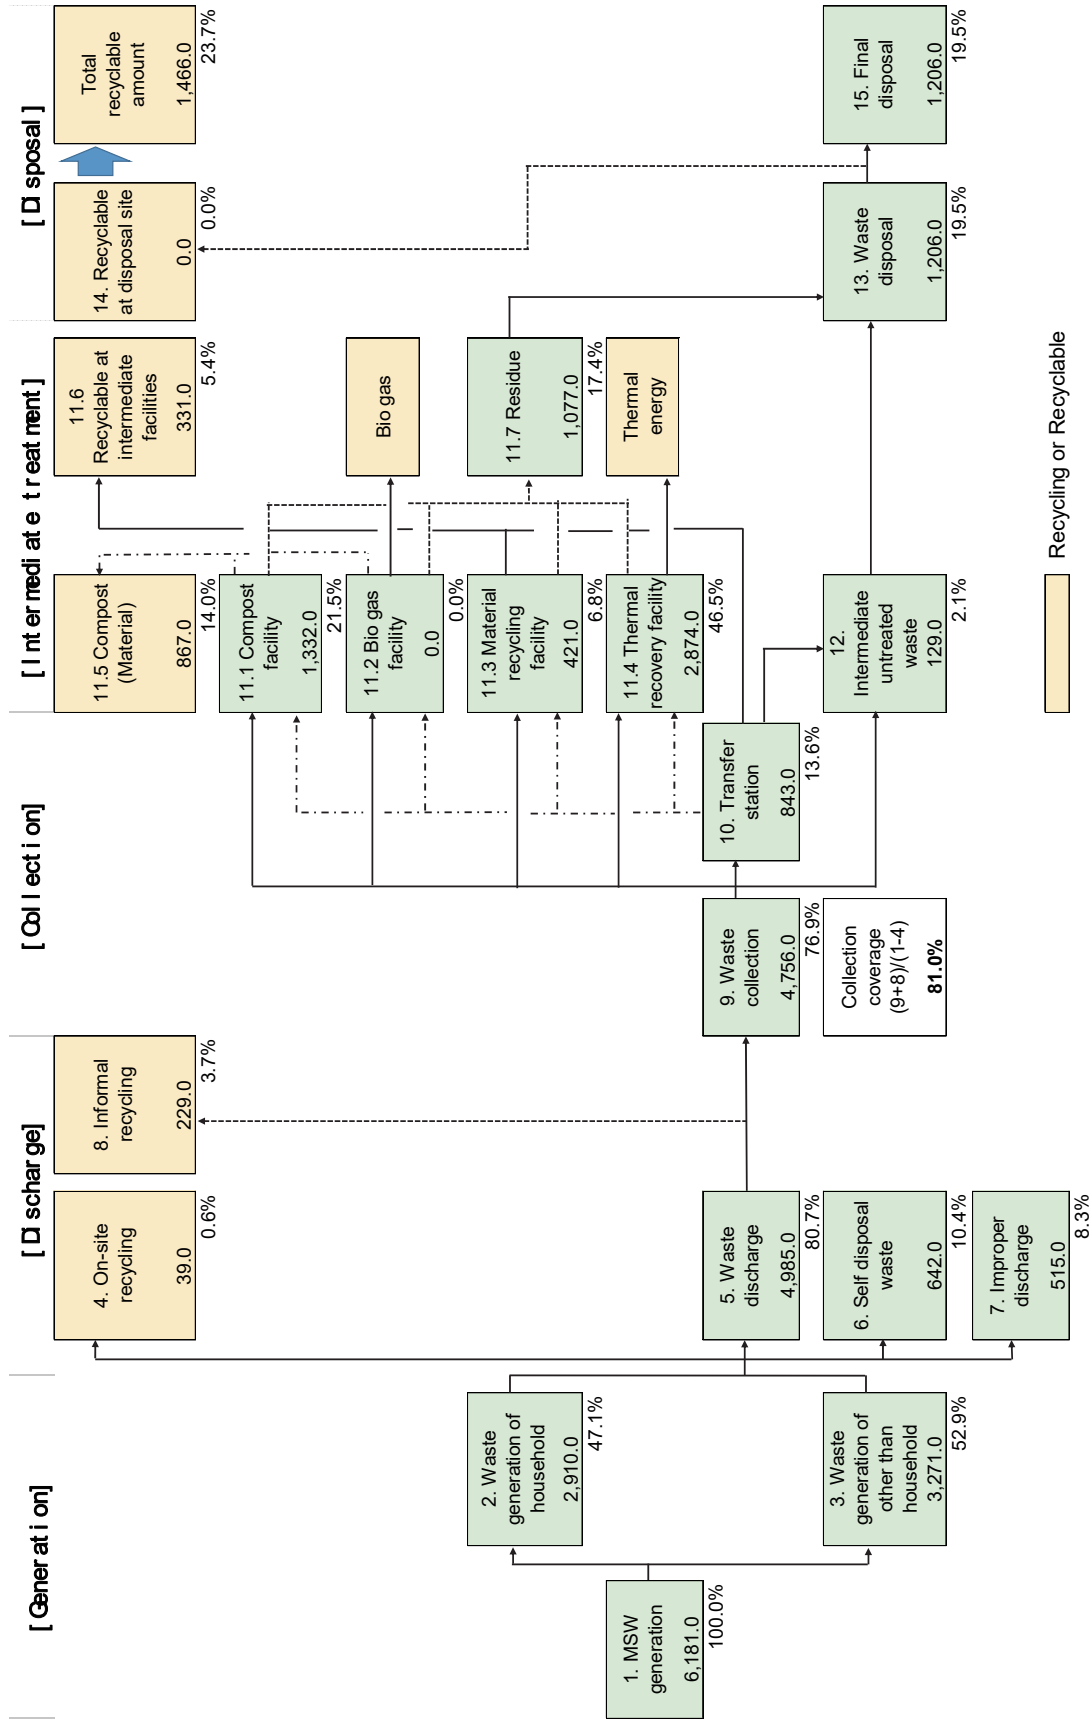 [Generation]
[Discharge]
[Collection]
[Intermediate treatment]
[Disposal]
1. MSW
generation
6,181.0
100.0%
2. Waste
generation of
household
2,910.0
47.1%
3. Waste
generation of
other than
household
3,271.0
52.9%
4. On-site
recycling
39.0
0.6%
5. Waste
discharge
4,985.0
80.7%
6. Self disposal
waste
642.0
10.4%
7. Improper
discharge
515.0
8.3%
8. Informal
recycling
229.0
3.7%
9. Waste
collection
4,756.0
76.9%
Collection
coverage
(9+8)/(1-4)
81.0%
10. Transfer
station
843.0
13.6%
11.5 Compost
(Material)
867.0
14.0%
11.1 Compost
facility
1,332.0
21.5%
11.2 Bio gas
facility
0.0
0.0%
11.3 Material
recycling
facility
421.0
6.8%
11.4 Thermal
recovery facility
2,874.0
46.5%
12.
Intermediate
untreated
waste
129.0
2.1%
11.6
Recyclable at
intermediate
facilities
331.0
5.4%
Bio gas
11.7 Residue
1,077.0
17.4%
Thermal
energy
14. Recyclable
at disposal site
0.0
0.0%
13. Waste
disposal
1,206.0
19.5%
Total
recyclable
amount
1,466.0
23.7%
15. Final
disposal
1,206.0
19.5%
Recycling or Recyclable